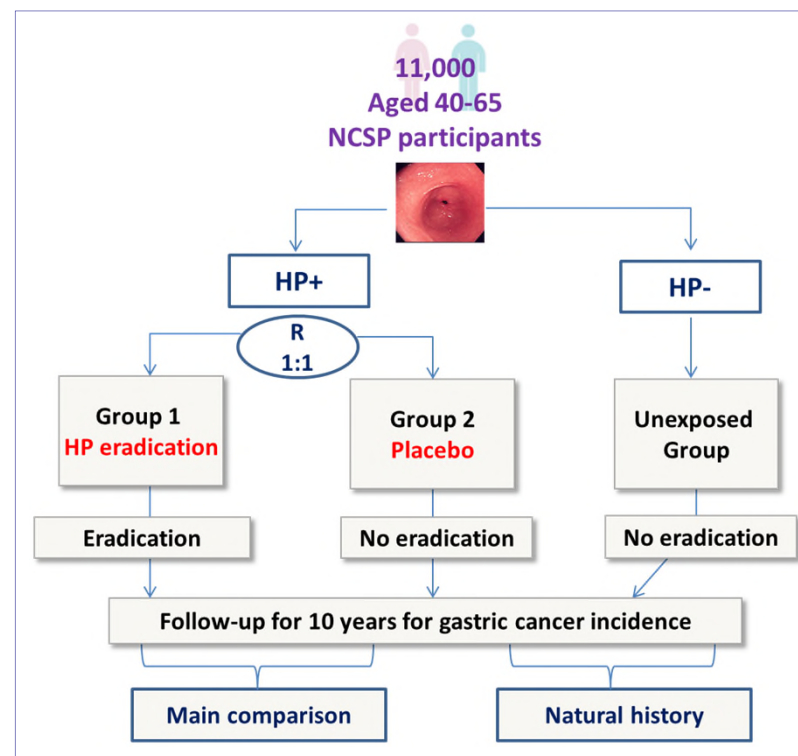 11,000
Aged 40-65
NCSP participants
HP+
HP-
R
1:1
Group 1
HP eradication
Group 2
Placebo
Unexposed
Group
Eradication
No eradication
No eradication
Follow-up for 10 years for gastric cancer incidence
Main comparison
Natural history